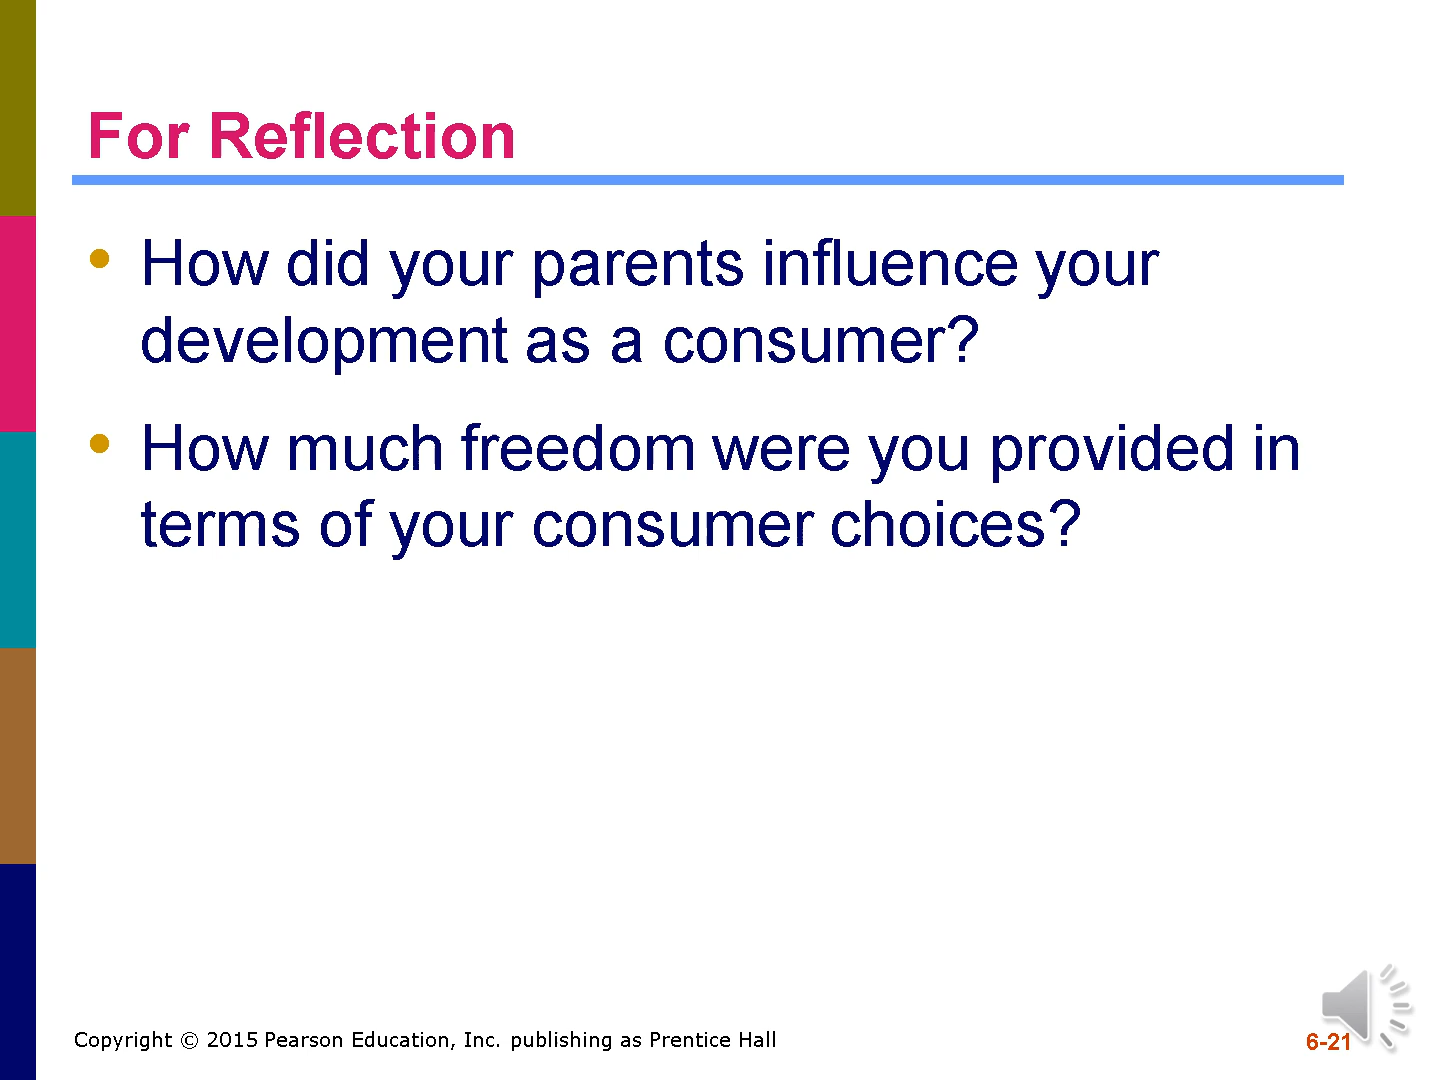 For Reflection
• How did your parents influence your
development as a consumer?
• How much freedom were you provided in
terms of your consumer choices?
Copyright © 2015 Pearson Education, Inc. publishing as Prentice Hall
6-21